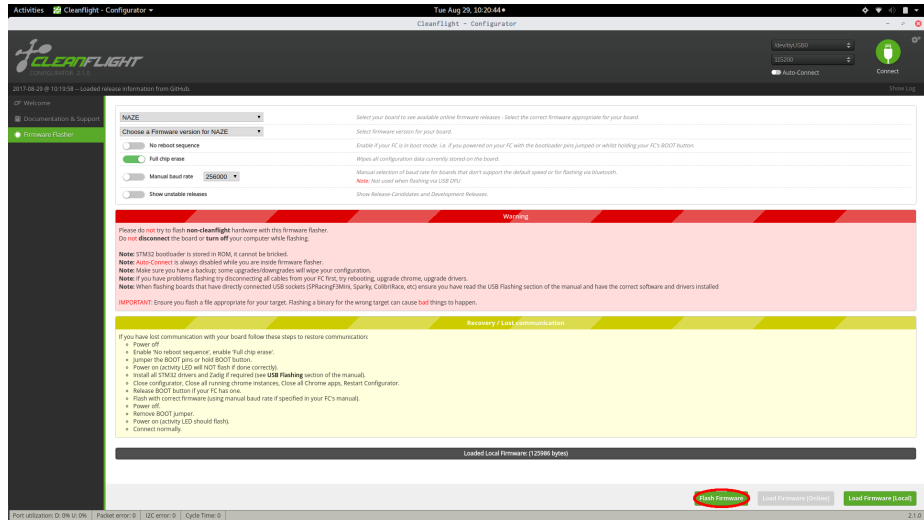 Activities Cleanflight - Configurator Tue Aug 29, 10:20:44
Cleanflight - Configurator
CLEANFLIGHT
CONFIGURATOR 2.1.0
/dev/ttyUSB0
115200
Auto-Connect
Connect
2017-08-29 @ 10:19:58 -- Loaded release information from GitHub.
Show Log
Welcome
Documentation & Support
Firmware Flasher
NAZE
Select your board to see available online firmware releases - Select the correct firmware appropriate for your board.
Choose a Firmware version for NAZE
Select firmware version for your board.
No reboot sequence
Enable if your FC is in boot mode. i.e. if you powered on your FC with the bootloader pins jumped or whilst holding your FC's BOOT button.
Full chip erase
Wipes all configuration data currently stored on the board.
Manual baud rate 256000
Manual selection of baud rate for boards that don't support the default speed or for flashing via bluetooth.
Note: Not used when flashing via USB DFU
Show unstable releases
Show Release-Candidates and Development Releases.
Warning
Please do not try to flash non-cleanflight hardware with this firmware flasher.
Do not disconnect the board or turn off your computer while flashing.
Note: STM32 bootloader is stored in ROM, it cannot be bricked.
Note: Auto-Connect is always disabled while you are inside firmware flasher.
Note: Make sure you have a backup; some upgrades/downgrades will wipe your configuration.
Note: If you have problems flashing try disconnecting all cables from your FC first, try rebooting, upgrade chrome, upgrade drivers.
Note: When flashing boards that have directly connected USB sockets (SPRacingF3Mini, Sparky, ColibriRace, etc) ensure you have read the USB Flashing section of the manual and have the correct software and drivers installed
IMPORTANT: Ensure you flash a file appropriate for your target. Flashing a binary for the wrong target can cause bad things to happen.
Recovery / Lost communication
If you have lost communication with your board follow these steps to restore communication:
Power off
Enable 'No reboot sequence', enable 'Full chip erase'.
Jumper the BOOT pins or hold BOOT button.
Power on (activity LED will NOT flash if done correctly).
Install all STM32 drivers and Zadig if required (see USB Flashing section of the manual).
Close configurator, Close all running chrome instances, Close all Chrome apps, Restart Configurator.
Release BOOT button if your FC has one.
Flash with correct firmware (using manual baud rate if specified in your FC's manual).
Power off.
Remove BOOT jumper.
Power on (activity LED should flash).
Connect normally.
Loaded Local Firmware: (125986 bytes)
Flash Firmware
Load Firmware [Online]
Load Firmware [Local]
Port utilization: D: 0% U: 0% Packet error: 0 I2C error: 0 Cycle Time: 0 2.1.0